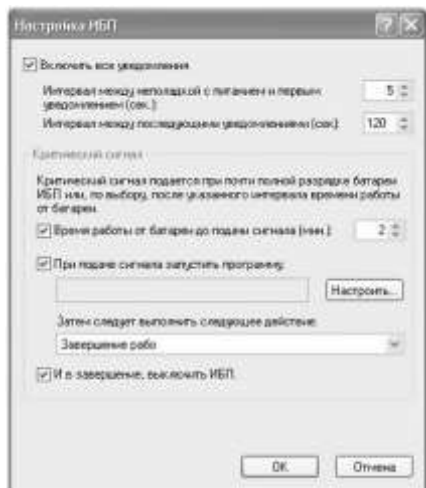 Настройка ИБП
Включить все уведомления
Интервал между неполадкой с питанием и первым
уведомлением (сек.):
5
Интервал между последующими уведомлениями (сек):
120
Критический сигнал
Критический сигнал подается при почти полной разрядке батареи
ИБП или, по выбору, после указанного интервала времени работы
от батареи.
Время работы от батареи до подачи сигнала (мин.):
2
При подаче сигнала запустить программу:
Настроить...
Затем следует выполнить следующее действие:
Завершение рабо
И в завершение, выключить ИБП
ОК
Отмена